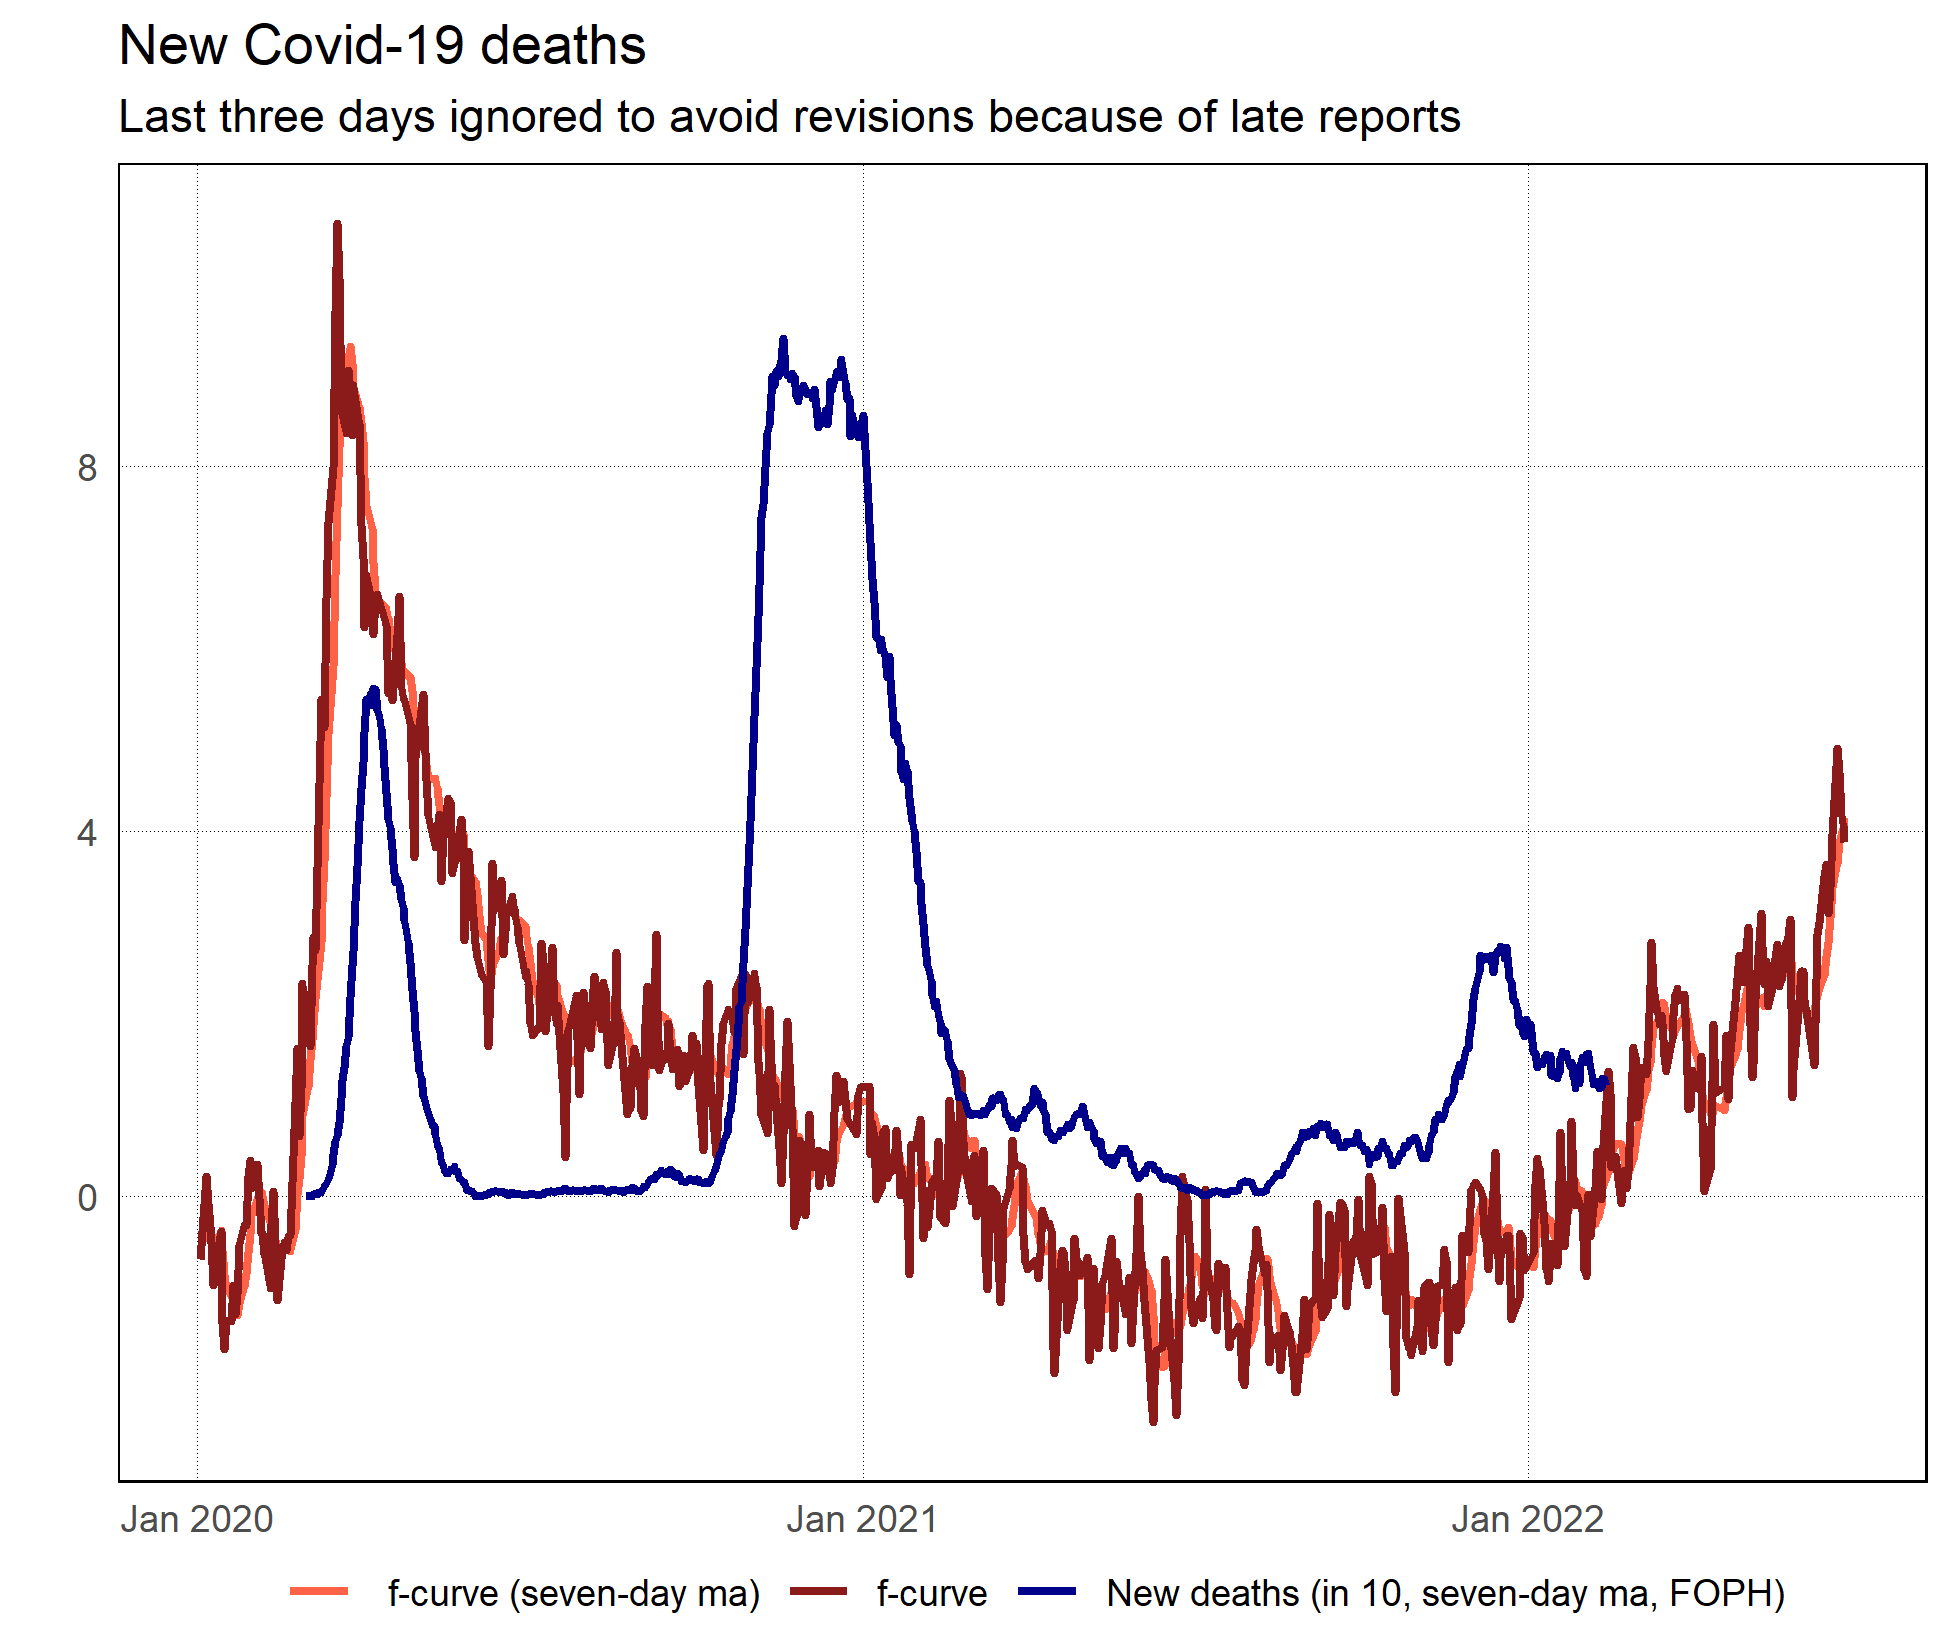 New Covid-19 deaths
Last three days ignored to avoid revisions because of late reports
8
4
0
Jan 2020 Jan 2021 Jan 2022
f-curve (seven-day ma) f-curve New deaths (in 10, seven-day ma, FOPH)